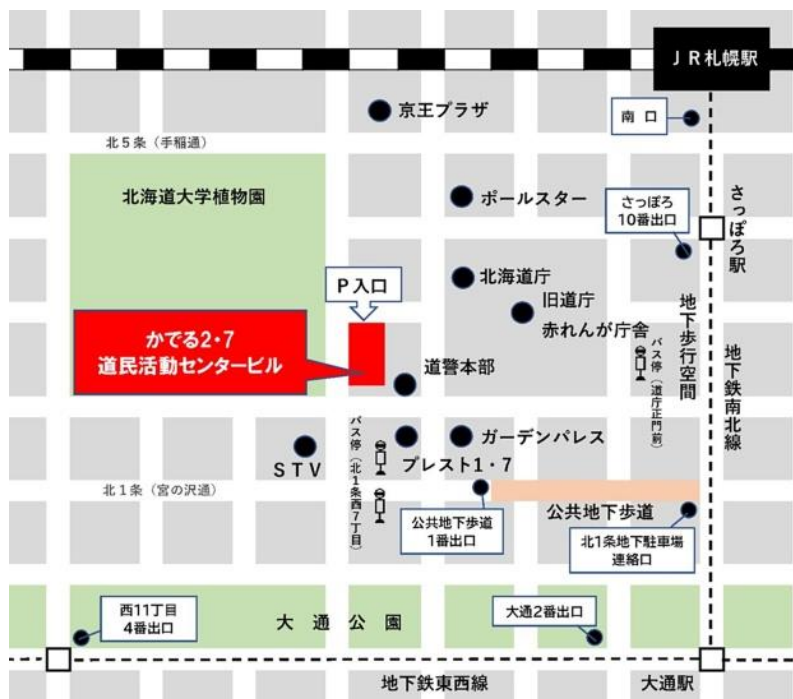 JR札幌駅
京王プラザ
南口
北5条（手稲通）
北海道大学植物園
ポールスター
さっぽろ
10番出口
さっぽろ駅
P入口
北海道庁
旧道庁
赤れんが庁舎
かでる2・7
道民活動センタービル
道警本部
バス停（道庁正門前）
地下歩行空間
地下鉄南北線
STV
バス停（北1条西7丁目）
プレスト1・7
ガーデンパレス
北1条（宮の沢通）
公共地下歩道
1番出口
公共地下歩道
北1条地下駐車場
連絡口
西11丁目
4番出口
大通公園
大通2番出口
地下鉄東西線
大通駅